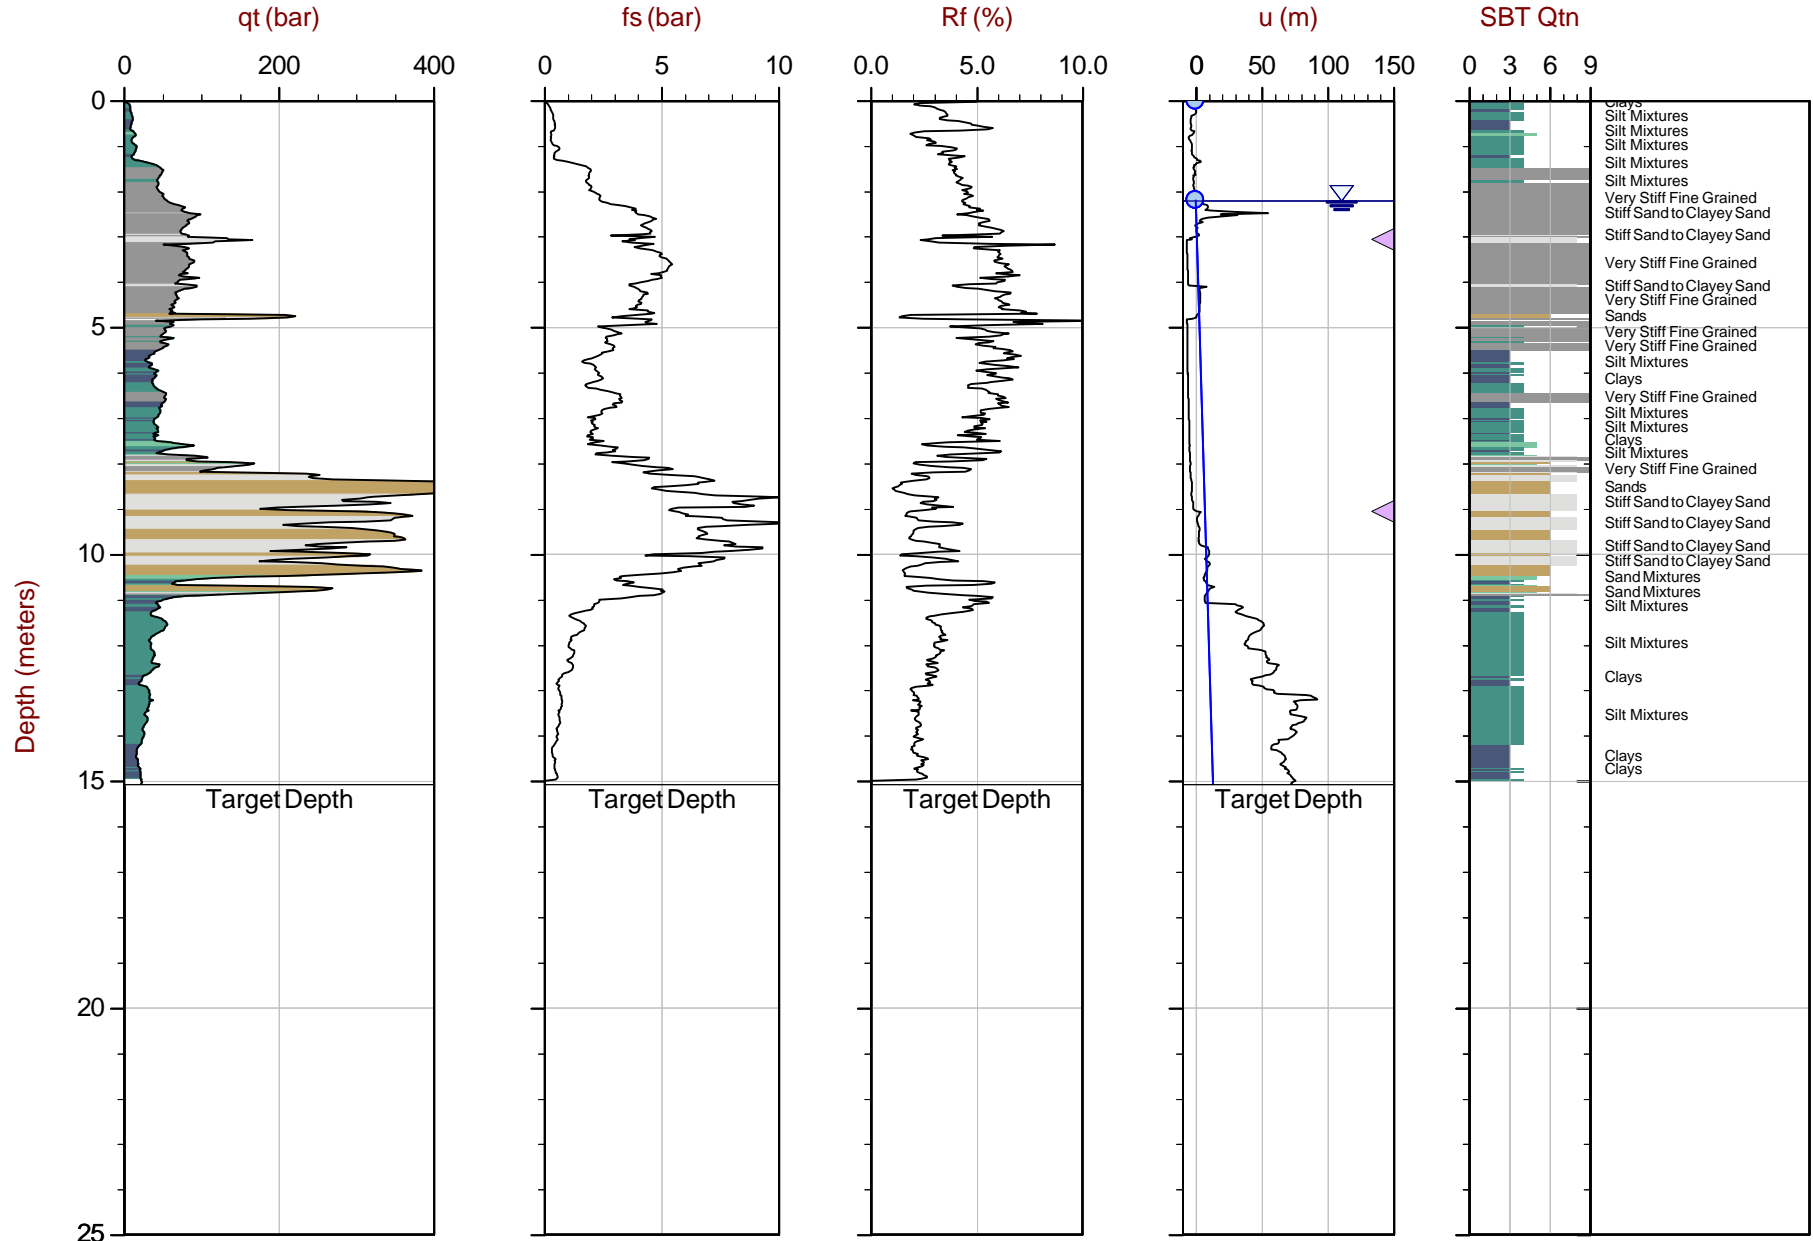 qt (bar) fs (bar) Rf (%) u (m) SBT Qtn
0 200 400 0 5 10 0.0 5.0 10.0 0 50 100 150 0 3 6 9
0
Clays
Silt Mixtures
Silt Mixtures
Silt Mixtures
Silt Mixtures
Silt Mixtures
Very Stiff Fine Grained
Stiff Sand to Clayey Sand
Stiff Sand to Clayey Sand
Very Stiff Fine Grained
Stiff Sand to Clayey Sand
Very Stiff Fine Grained
Sands
5
Very Stiff Fine Grained
Very Stiff Fine Grained
Silt Mixtures
Clays
Very Stiff Fine Grained
Silt Mixtures
Silt Mixtures
Clays
Silt Mixtures
Very Stiff Fine Grained
Sands
Stiff Sand to Clayey Sand
Stiff Sand to Clayey Sand
Stiff Sand to Clayey Sand
10
Stiff Sand to Clayey Sand
Sand Mixtures
Sand Mixtures
Silt Mixtures
Silt Mixtures
Clays
Silt Mixtures
Clays
Clays
15
Target Depth Target Depth Target Depth Target Depth
Depth (meters)
20
25